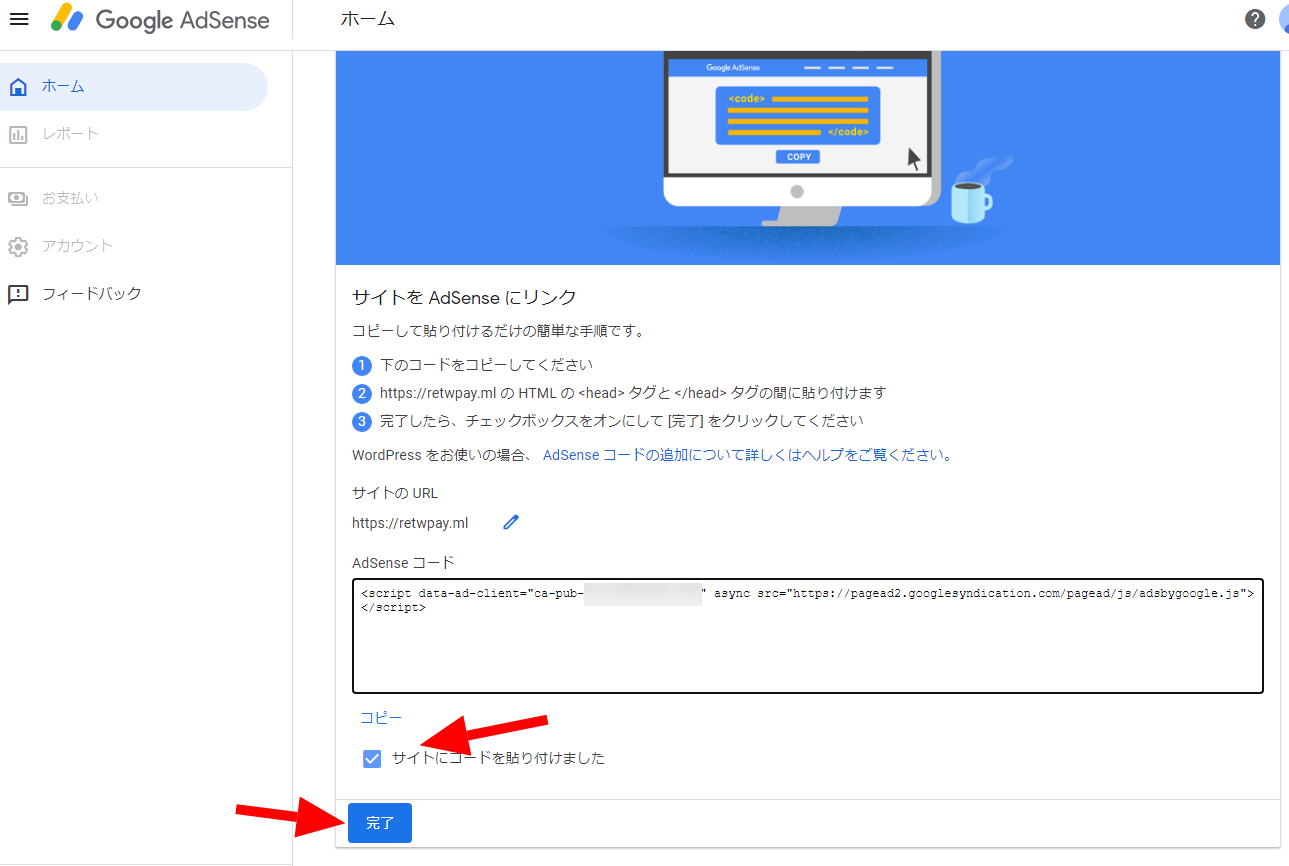 Google AdSense
ホーム
ホーム
レポート
お支払い
アカウント
フィードバック
Google AdSense
<code>
</code>
COPY
サイトを AdSense にリンク
コピーして貼り付けるだけの簡単な手順です。
1 下のコードをコピーしてください
2 https://retwpay.ml の HTML の <head> タグと </head> タグの間に貼り付けます
3 完了したら、チェックボックスをオンにして [完了] をクリックしてください
WordPress をお使いの場合、 AdSense コードの追加について詳しくはヘルプをご覧ください。
サイトの URL
https://retwpay.ml
AdSense コード
<script data-ad-client="ca-pub- " async src="https://pagead2.googlesyndication.com/pagead/js/adsbygoogle.js">
</script>
コピー
サイトにコードを貼り付けました
完了